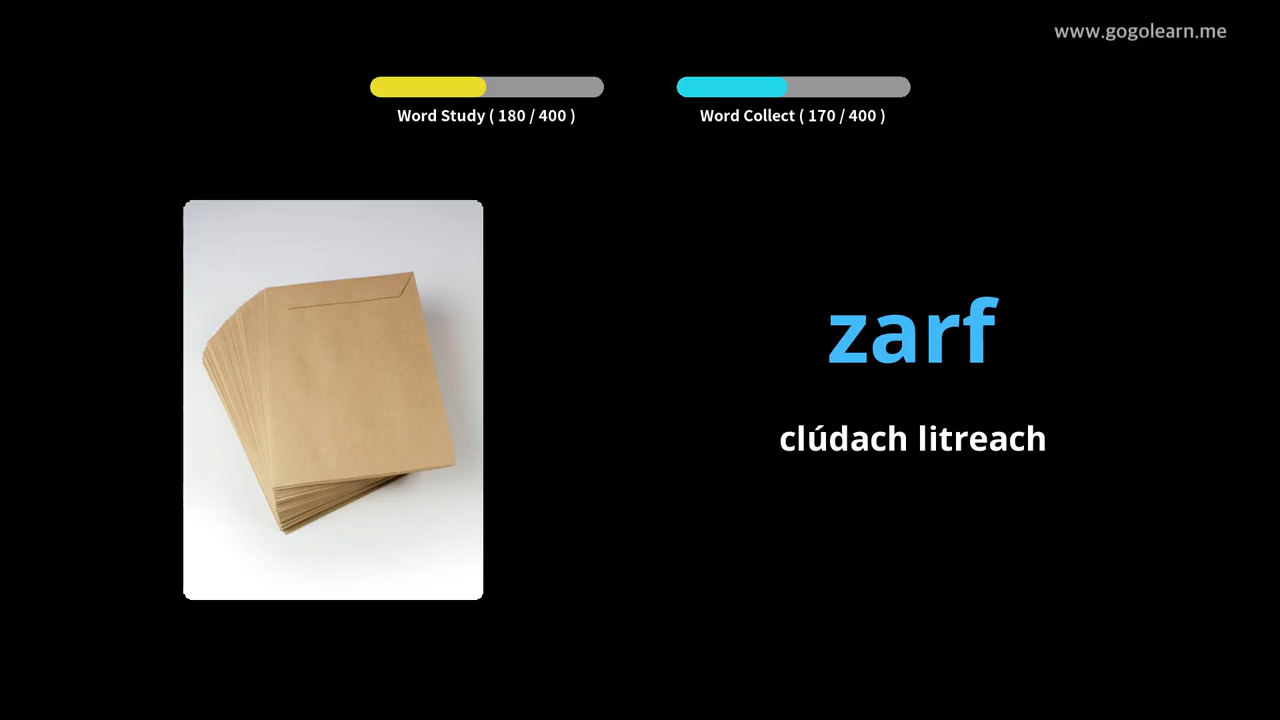 www.gogolearn.me
Word Study ( 180 / 400 )
Word Collect ( 170 / 400 )
zarf
clúdach litreach